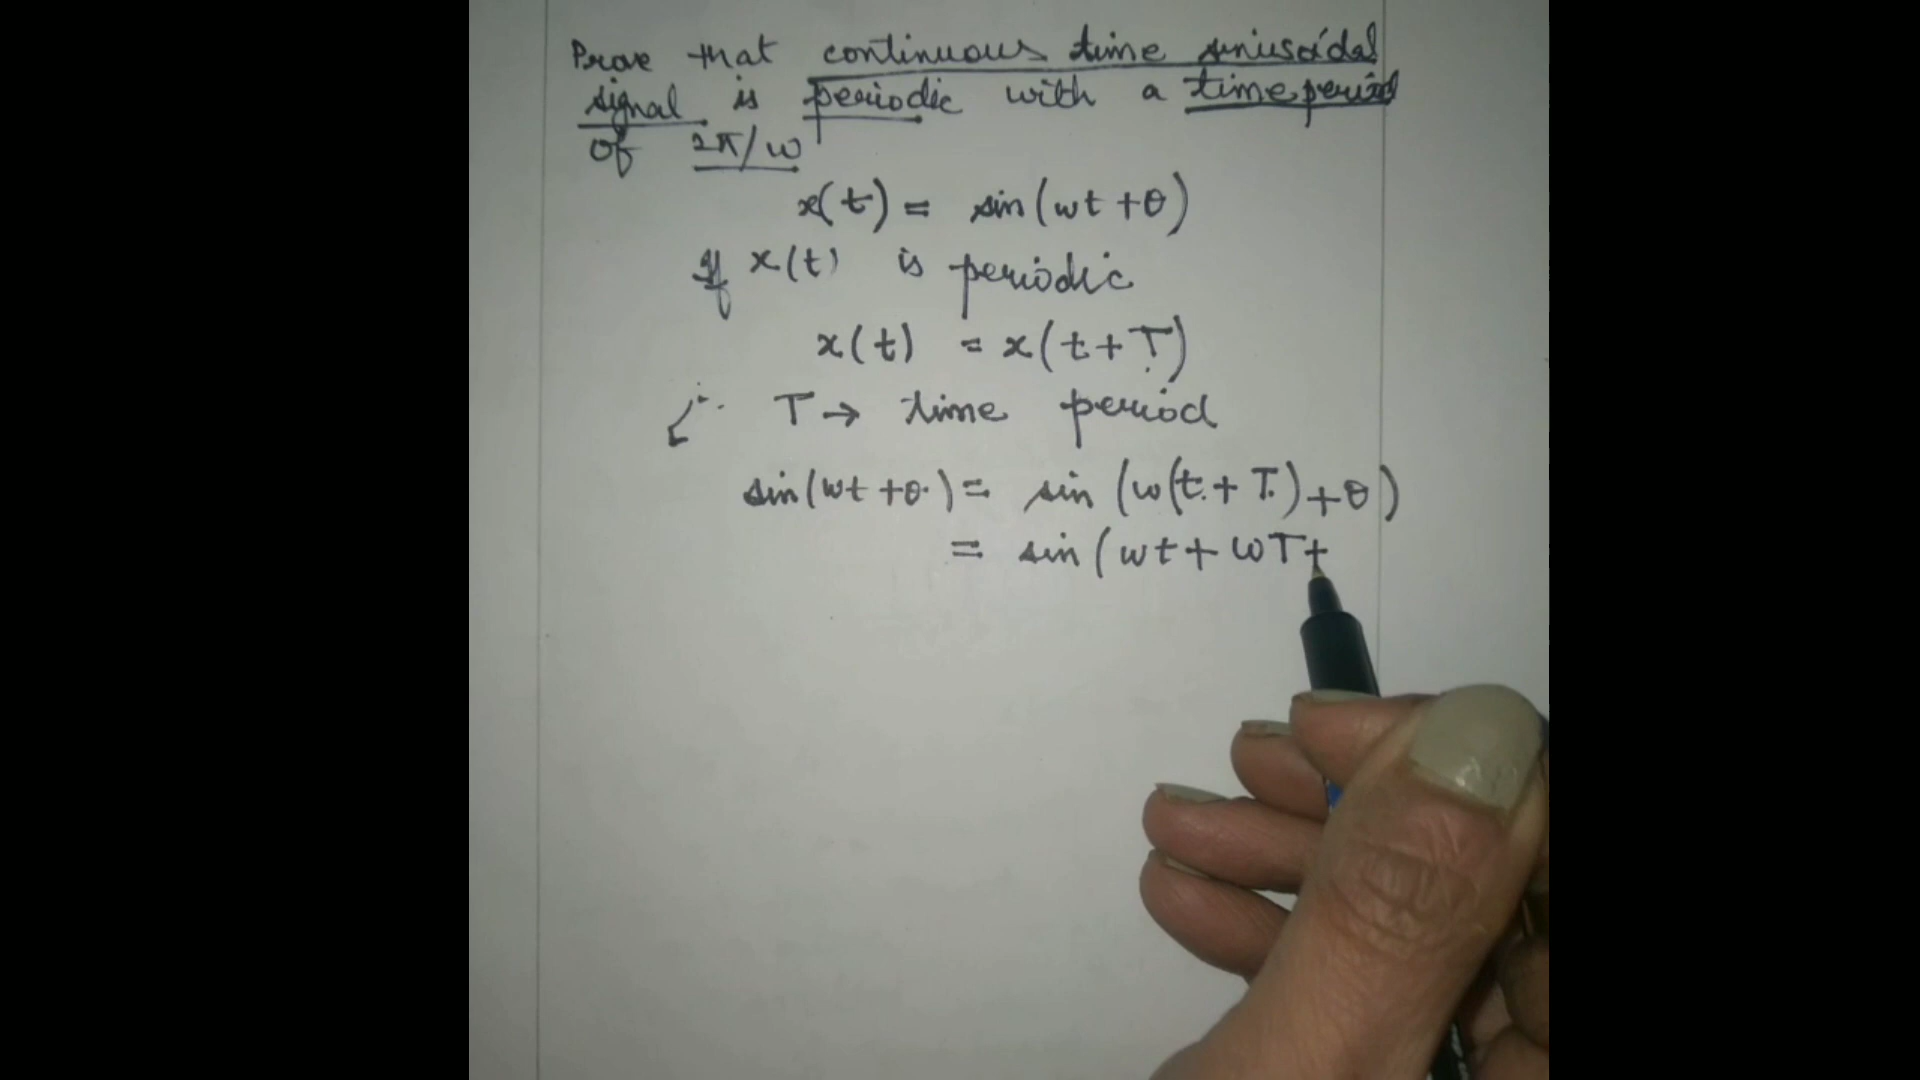 Prove that continuous time sinusoidal
signal is periodic with a time period
of 2π/ω
x(t) = sin(ωt + θ)
If x(t) is periodic
x(t) = x(t + T)
T → time period
sin(ωt + θ) = sin(ω(t + T) + θ)
= sin(ωt + ωT +